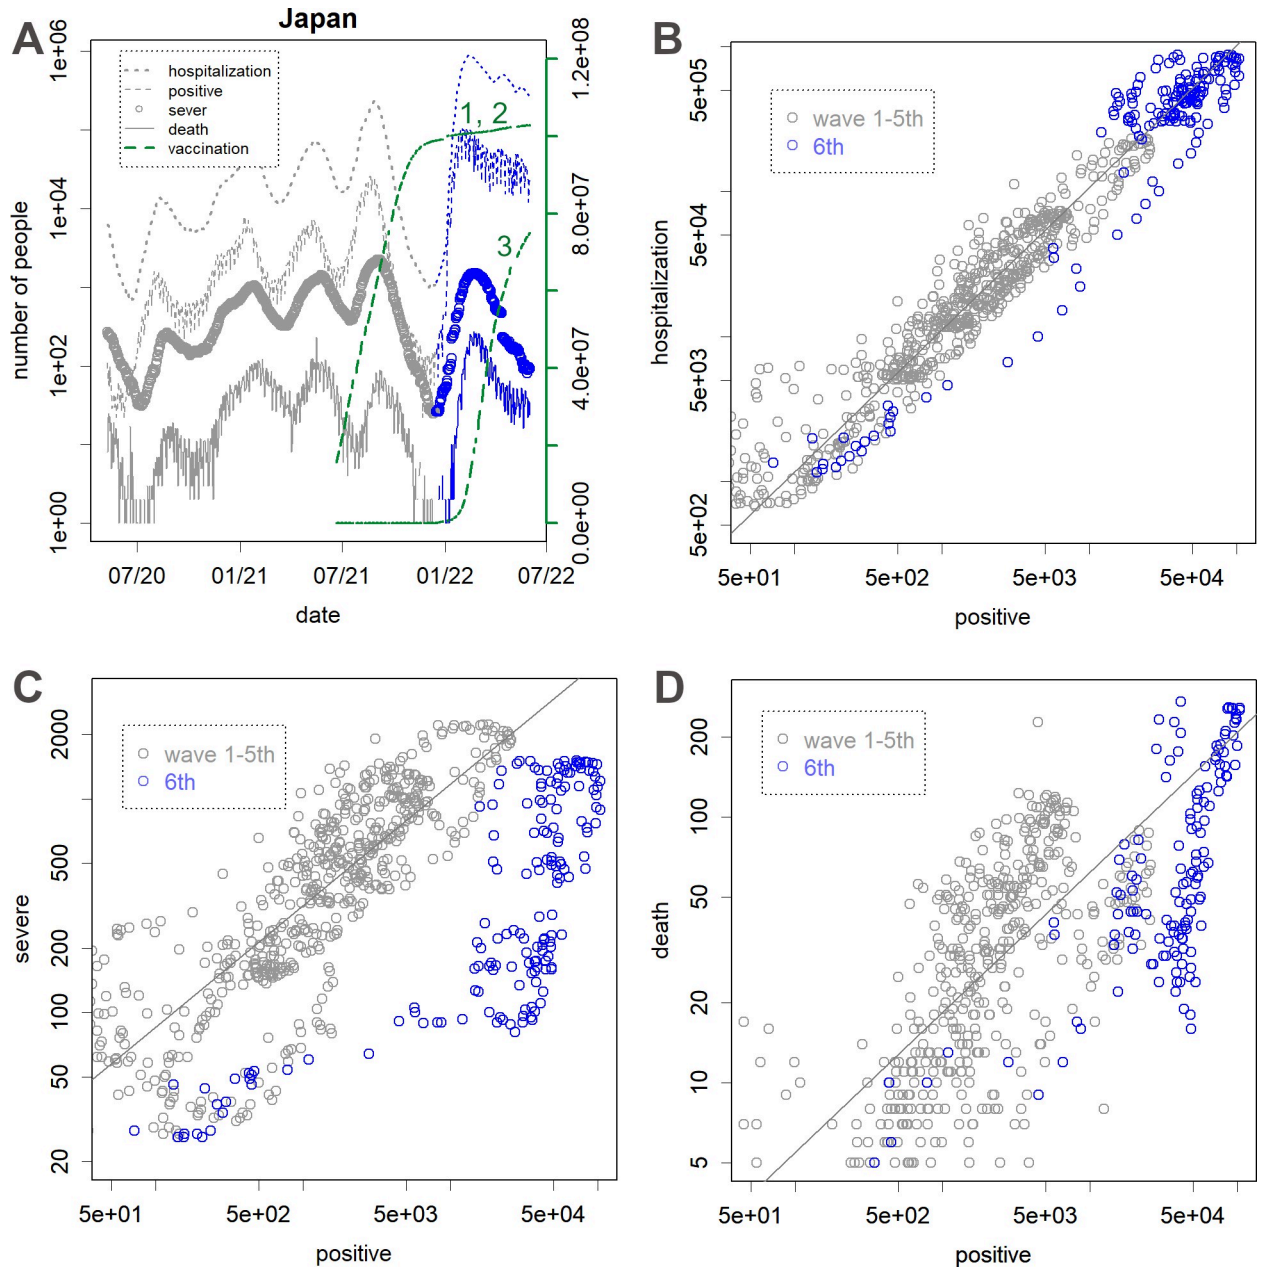 Japan
A
1e+06
1e+04
1e+02
1e+00
number of people
hospitalization
positive
sever
death
vaccination
1, 2
3
1.2e+08
8.0e+07
4.0e+07
0.0e+00
07/20 01/21 07/21 01/22 07/22
date
B
5e+05
5e+04
5e+03
5e+02
hospitalization
wave 1-5th
6th
5e+01 5e+02 5e+03 5e+04
positive
C
2000
500
200
100
50
20
severe
wave 1-5th
6th
5e+01 5e+02 5e+03 5e+04
positive
D
200
100
50
20
10
5
death
wave 1-5th
6th
5e+01 5e+02 5e+03 5e+04
positive